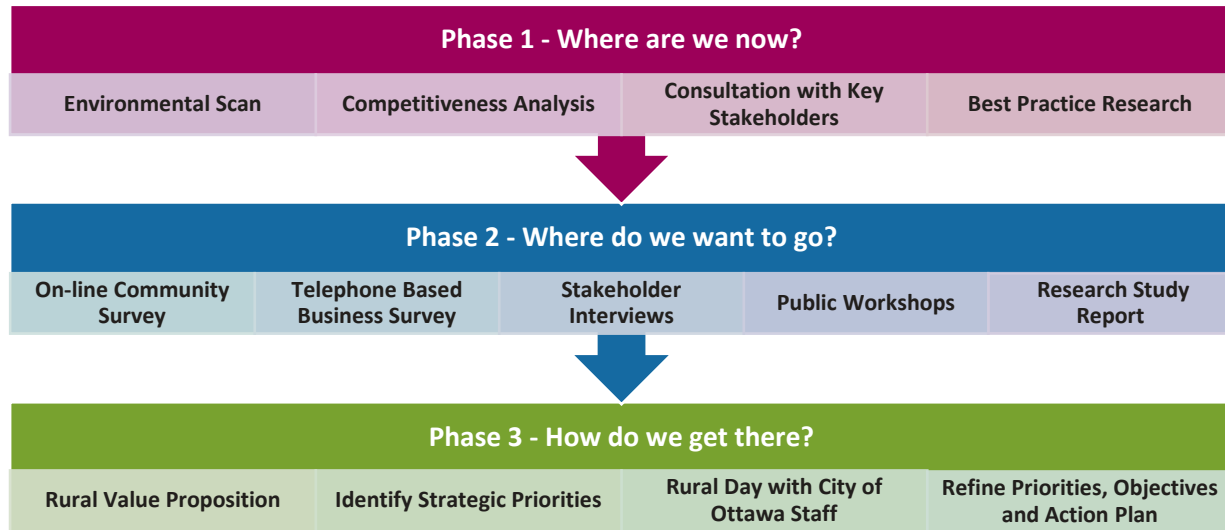 Phase 1 - Where are we now?
Environmental Scan
Competitiveness Analysis
Consultation with Key
Stakeholders
Best Practice Research
Phase 2 - Where do we want to go?
On-line Community
Survey
Telephone Based
Business Survey
Stakeholder
Interviews
Public Workshops
Research Study
Report
Phase 3 - How do we get there?
Rural Value Proposition
Identify Strategic Priorities
Rural Day with City of
Ottawa Staff
Refine Priorities, Objectives
and Action Plan